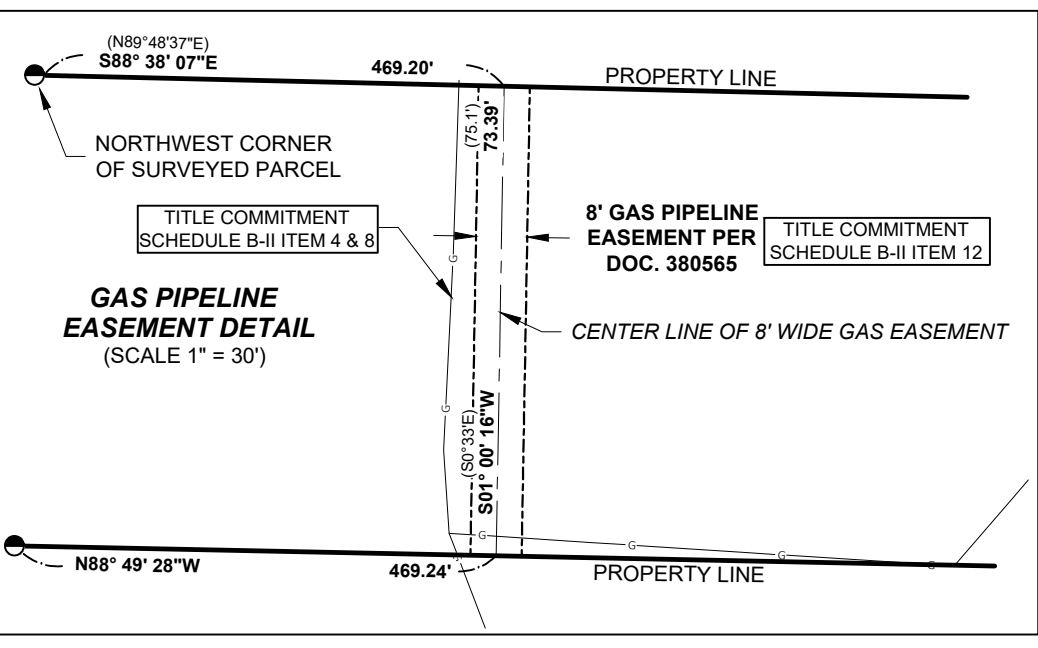 (N89°48'37"E)
S88° 38' 07"E
469.20'
PROPERTY LINE
NORTHWEST CORNER
OF SURVEYED PARCEL
(75.1')
73.39'
TITLE COMMITMENT
SCHEDULE B-II ITEM 4 & 8
8' GAS PIPELINE
EASEMENT PER
DOC. 380565
TITLE COMMITMENT
SCHEDULE B-II ITEM 12
G
GAS PIPELINE
EASEMENT DETAIL
(SCALE 1" = 30')
CENTER LINE OF 8' WIDE GAS EASEMENT
G
(S0°33'E)
S01° 00' 16"W
G
G
G
G
N88° 49' 28"W
469.24'
PROPERTY LINE